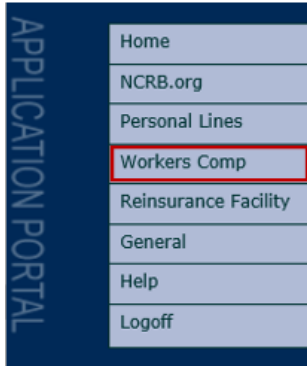 APPLICATION PORTAL
Home
NCRB.org
Personal Lines
Workers Comp
Reinsurance Facility
General
Help
Logoff